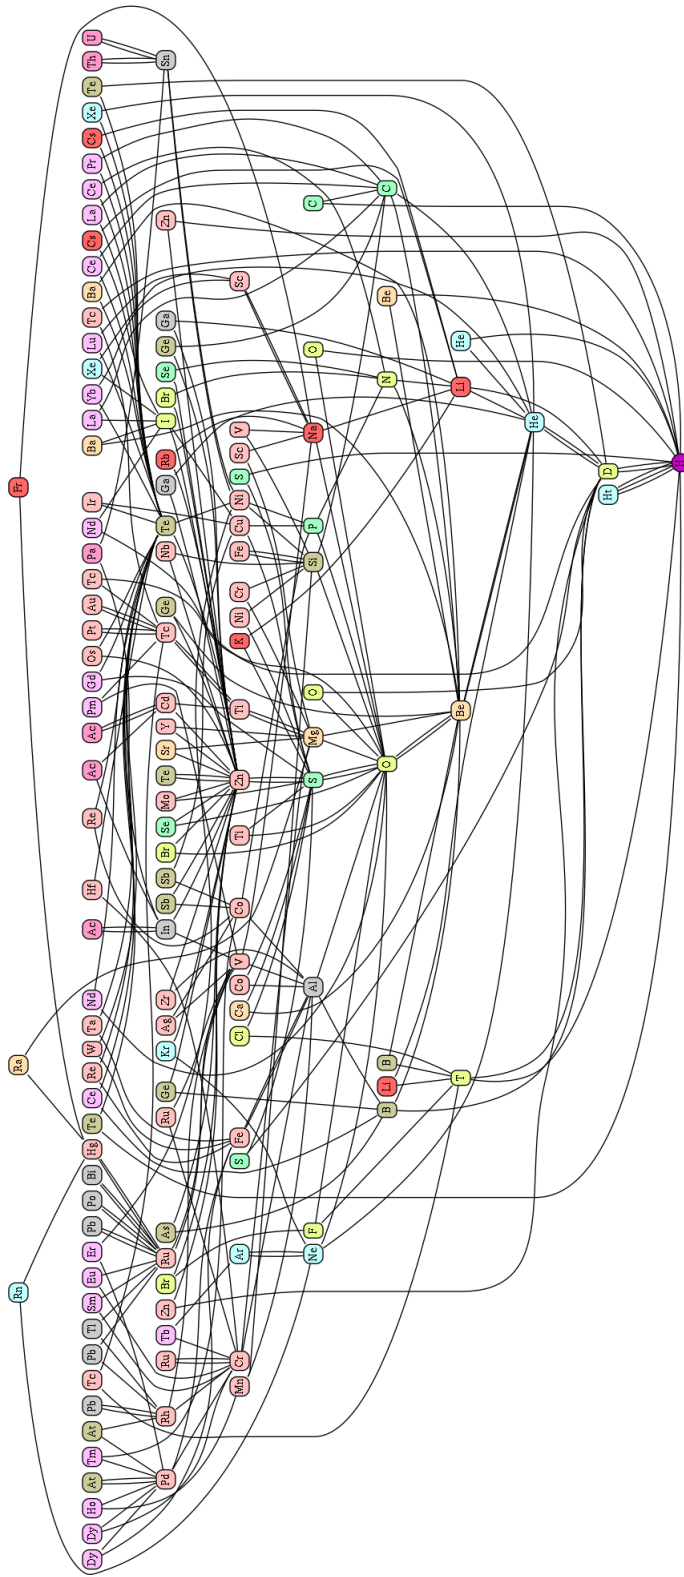 Rn Ra Fr
Dy Dy Ho At Tm At Pb Tc Pb Tl Sm Eu Er Pb Po Bi Hg Te Ce Re W Ta Nd Ac Hf Re Ac Ac Pm Gd Os Pt Au Tc Pa Nd Ir Ba La Yb Xe Lu Tc Ba Ce Cs La Ce Pr Cs Xe Te Th U
Pd Rh Ru Tb Zn Br Ru As Ru Ge Kr Ag Zr In Sb Sb Br Se Mo Te Sr Y Cd Tc Ge Nb Te Ga Rb I Br Se Ge Ga Zn Sn
Mn Cr Ar S Fe Cl Ca Co V Co Ti Zn Ti K Ni Cr Fe Cu Ni S Sc V Sc
Ne F Al S Mg O Si P Na O C
B Li B O N Be C
T Be Li He
He
Ht D